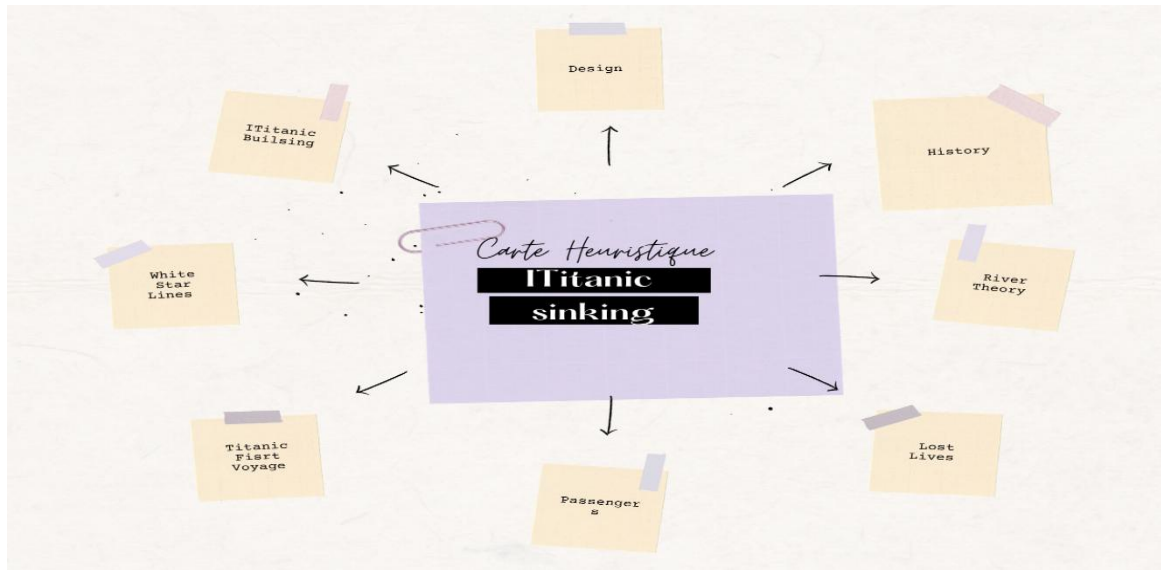 Design
ITitanic
Builsing
History
Carte Heuristique
ITitanic
sinking
White
Star
Lines
River
Theory
Titanic
Fisrt
Voyage
Lost
Lives
Passenger
s